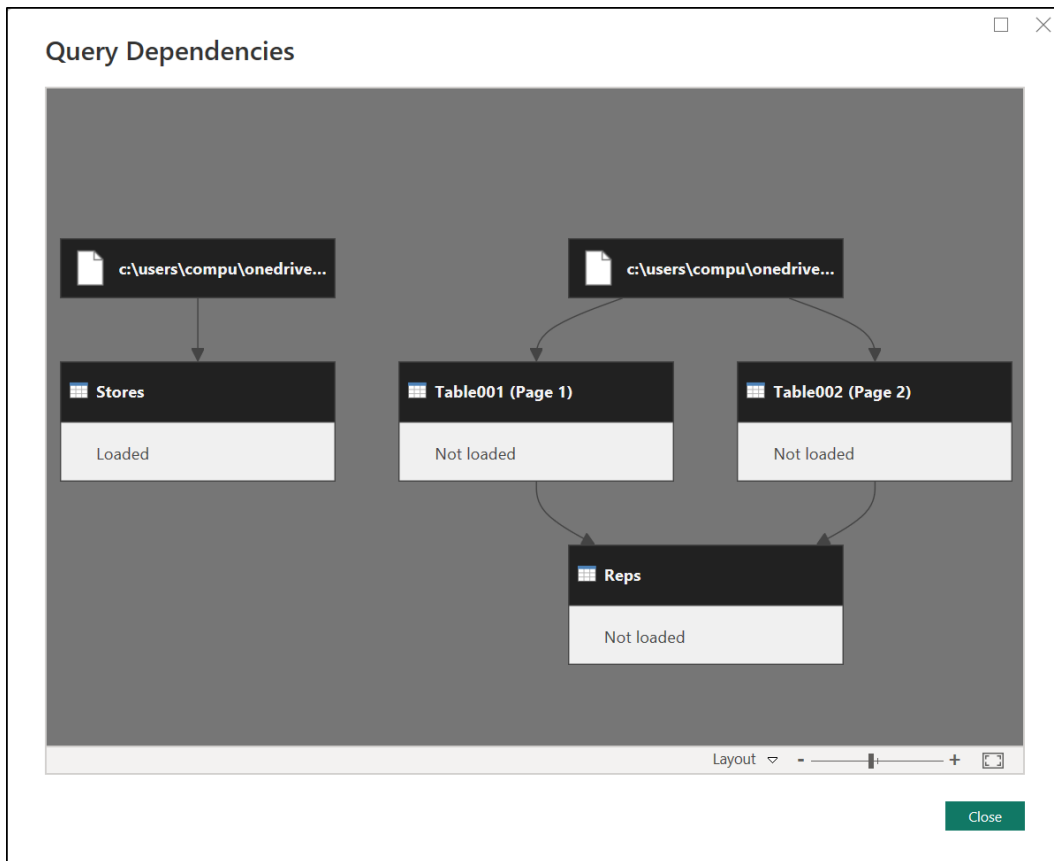 Query Dependencies
c:\users\compu\onedrive...
c:\users\compu\onedrive...
Stores
Loaded
Table001 (Page 1)
Not loaded
Table002 (Page 2)
Not loaded
Reps
Not loaded
Layout - +
Close